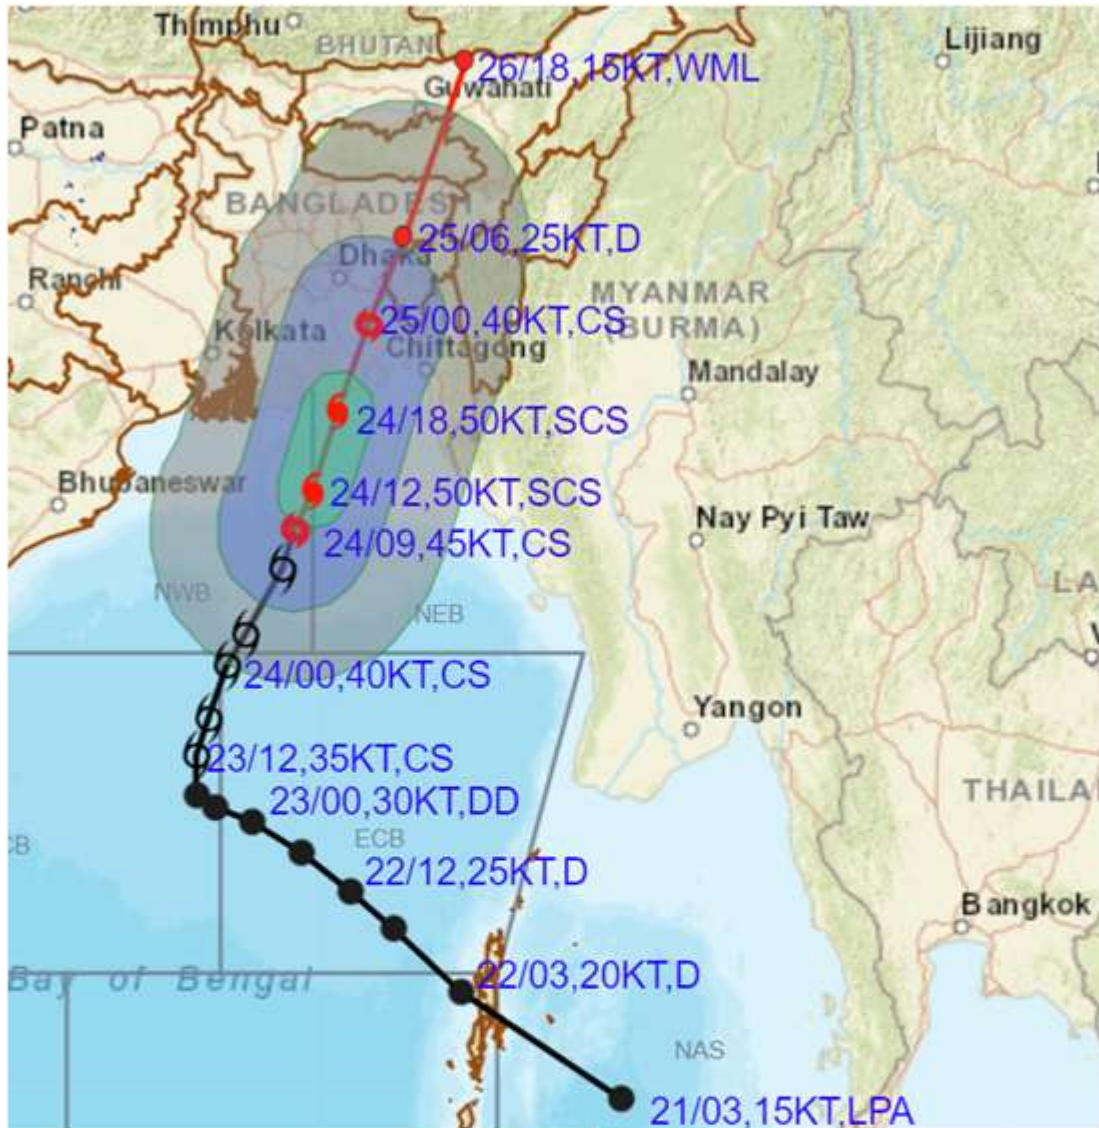 Thimphu
BHUTAN
Lijiang
26/18,15KT,WML
Guwahati
Patna
BANGLADESH
25/06,25KT,D
Dhaka
Ranchi
MYANMAR
(BURMA)
25/00,40KT,CS
Kolkata
Chittagong
Mandalay
24/18,50KT,SCS
Bhubaneswar
24/12,50KT,SCS
Nay Pyi Taw
24/09,45KT,CS
NWB
NEB
LA
24/00,40KT,CS
Yangon
23/12,35KT,CS
23/00,30KT,DD
THAILA
ECB
CB
22/12,25KT,D
Bangkok
22/03,20KT,D
Bay of Bengal
NAS
21/03,15KT,LPA